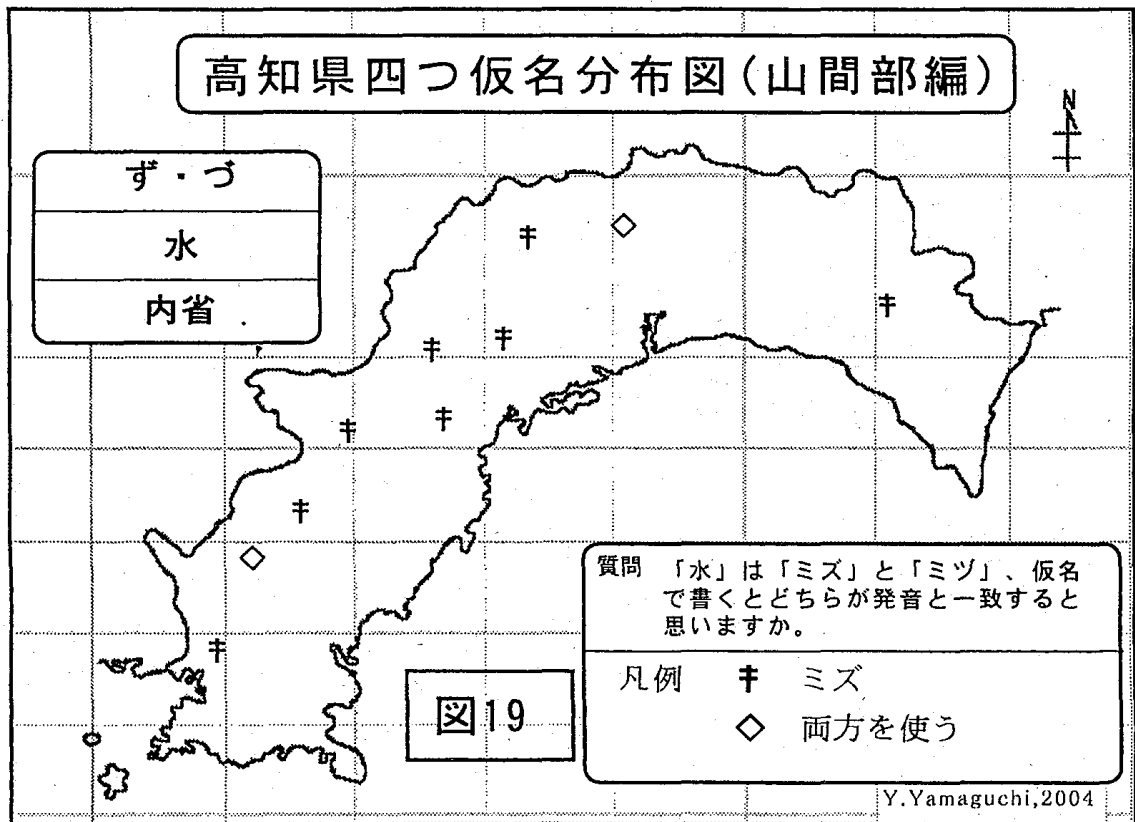 高知県四つ仮名分布図(山間部編)
N
ず・づ
水
内省
質問 「水」は「ミズ」と「ミヅ」、仮名
で書くとどちらが発音と一致すると
思いますか。
凡例 ミズ
両方を使う
図19
Y.Yamaguchi,2004